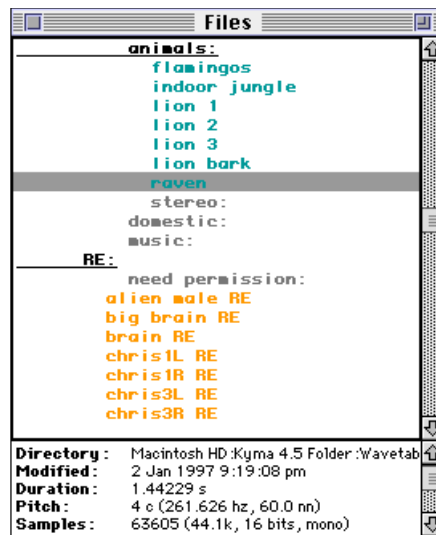 Files
animals:
flamingos
indoor jungle
lion 1
lion 2
lion 3
lion bark
raven
stereo:
domestic:
music:
RE:
need permission:
alien male RE
big brain RE
brain RE
chris1L RE
chris1R RE
chris3L RE
chris3R RE
Directory: Macintosh HD:Kyma 4.5 Folder:Wavetab
Modified: 2 Jan 1997 9:19:08 pm
Duration: 1.44229 s
Pitch: 4 c (261.626 hz, 60.0 nn)
Samples: 63605 (44.1k, 16 bits, mono)